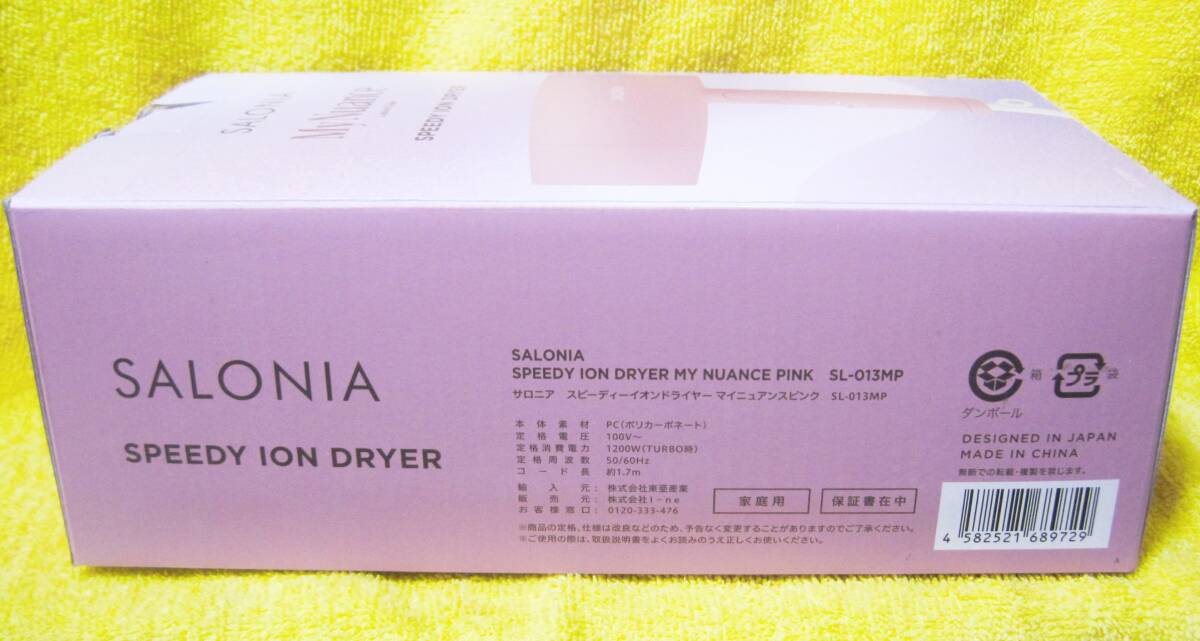 SALONIA
My Nuance
SPEEDY ION DRYER
SALONIA
SPEEDY ION DRYER
SALONIA
SPEEDY ION DRYER MY NUANCE PINK SL-013MP
サロニア スピーディーイオンドライヤー マイニュアンスピンク SL-013MP
本体素材 PC(ポリカーボネート)
定格電圧 100V～
定格消費電力 1200W(TURBO時)
定格周波数 50/60Hz
コード長 約1.7m
輸入元: 株式会社東亜産業
販売元: 株式会社I-ne
お客様窓口: 0120-333-476
家庭用 保証書在中
※商品の定格、仕様は改良などのため、予告なく変更することがありますのでご了承ください。
※ご使用の際は、取扱説明書をよくお読みのうえ正しくお使いください。
箱 プラ 袋
ダンボール
DESIGNED IN JAPAN
MADE IN CHINA
無断での転載・複製を禁じます。
4 582521 689729